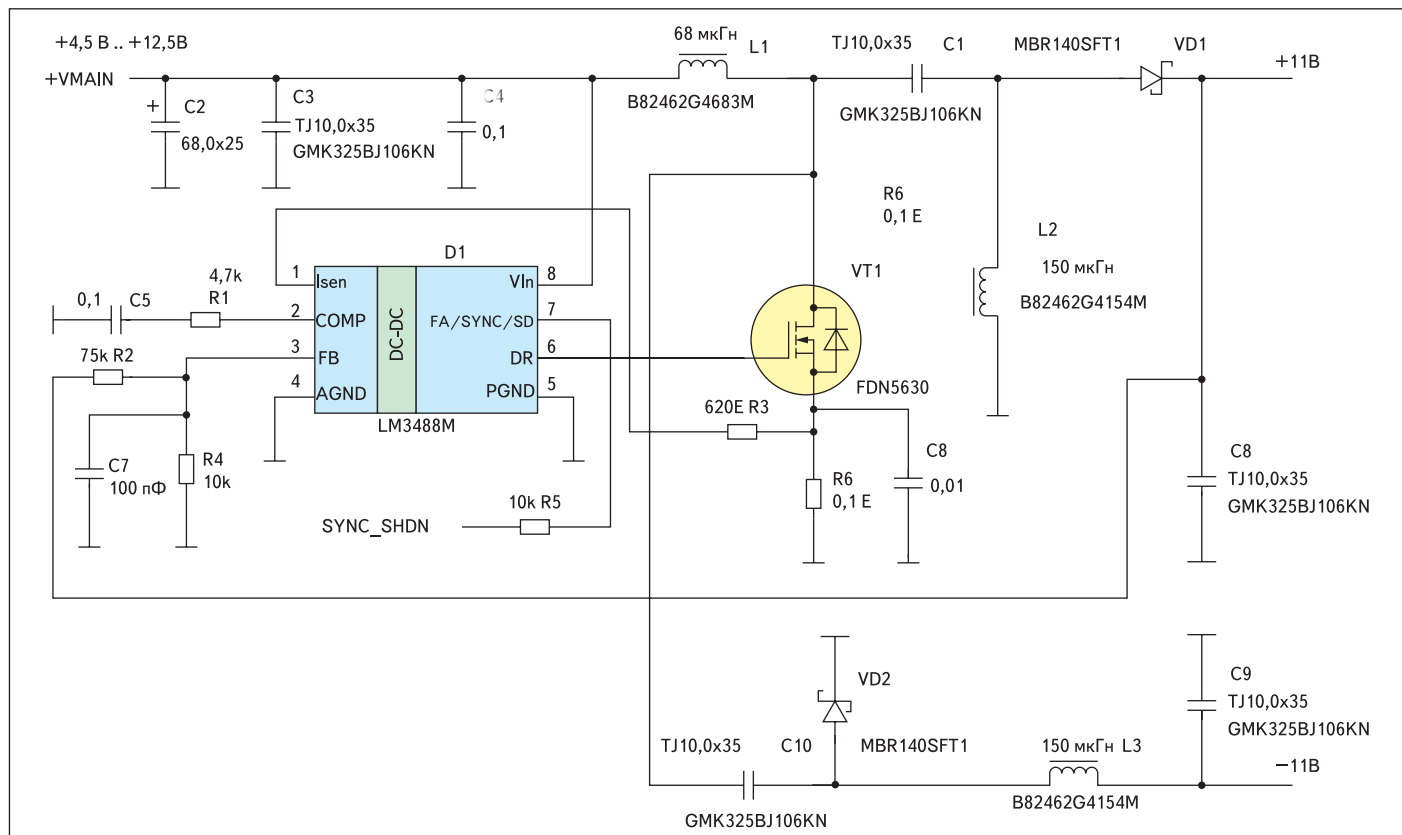 +4,5 В .. +12,5В
+VMAIN
+
C2
68,0x25
C3
TJ10,0x35
GMK325BJ106KN
C4
0,1
68 мкГн
L1
B82462G4683M
TJ10,0x35
C1
GMK325BJ106KN
MBR140SFT1
VD1
+11В
R6
0,1 E
L2
150 мкГн
B82462G4154M
D1
1
Isen
2
COMP
3
FB
4
AGND
DC-DC
VIn
8
FA/SYNC/SD
7
DR
6
PGND
5
LM3488M
0,1
C5
4,7k
R1
75k R2
C7
100 пФ
R4
10k
SYNC_SHDN
10k R5
620E R3
VT1
FDN5630
R6
0,1 E
C8
0,01
C8
TJ10,0x35
GMK325BJ106KN
VD2
MBR140SFT1
TJ10,0x35
C10
GMK325BJ106KN
150 мкГн L3
B82462G4154M
C9
TJ10,0x35
GMK325BJ106KN
−11В